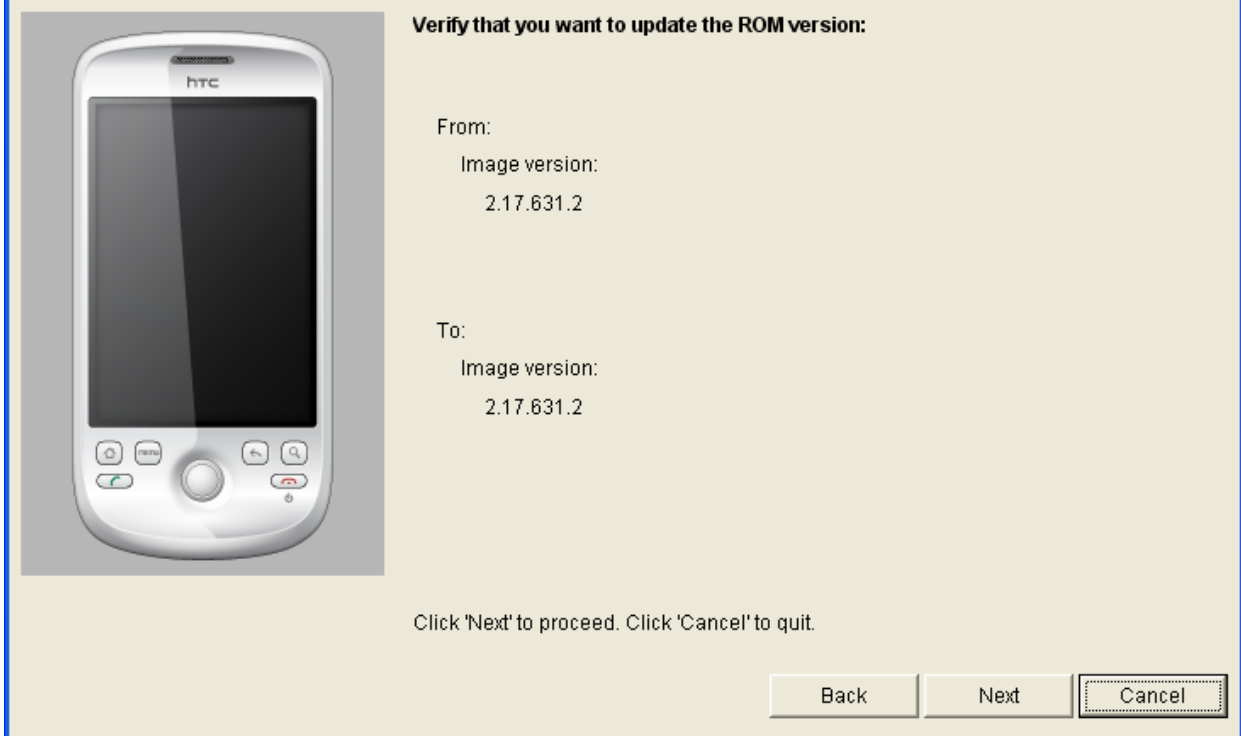 Verify that you want to update the ROM version:
hTC
From:
Image version:
2.17.631.2
To:
Image version:
2.17.631.2
menu
Click 'Next' to proceed. Click 'Cancel' to quit.
Back
Next
Cancel